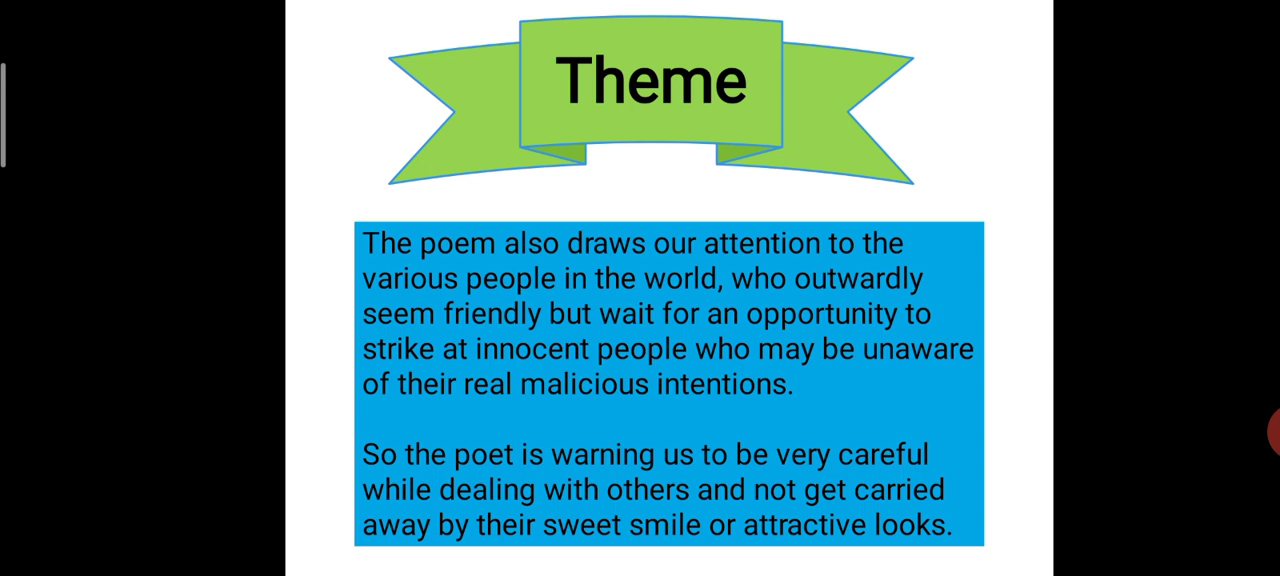 Theme
The poem also draws our attention to the
various people in the world, who outwardly
seem friendly but wait for an opportunity to
strike at innocent people who may be unaware
of their real malicious intentions.
So the poet is warning us to be very careful
while dealing with others and not get carried
away by their sweet smile or attractive looks.